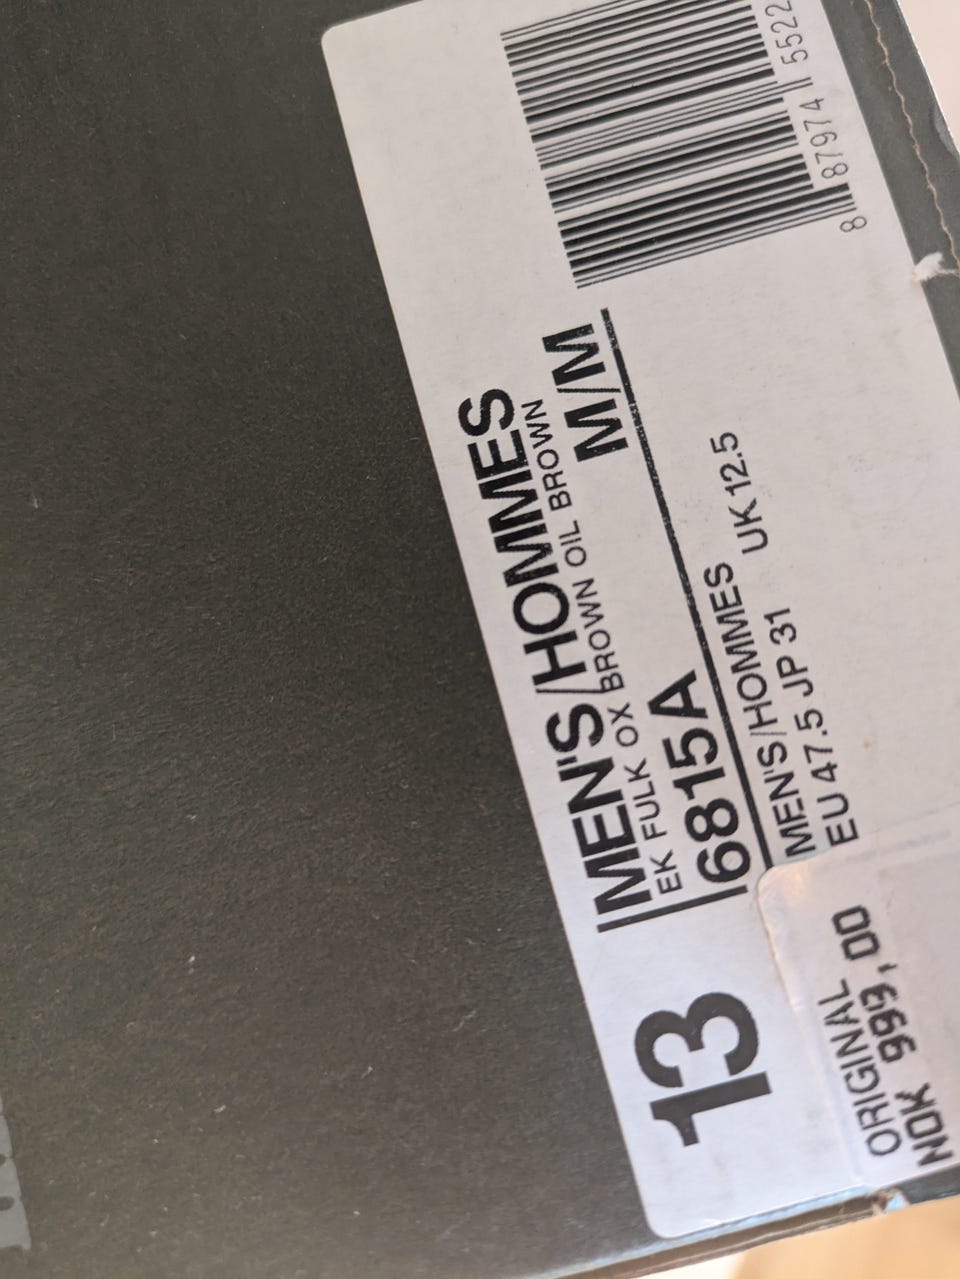 13
MEN'S/HOMMES
EK FULK OX BROWN OIL BROWN
6815A
M/M
MEN'S/HOMMES UK 12.5
EU 47.5 JP 31
8 87974 5522
ORIGINAL
NOK 999,00